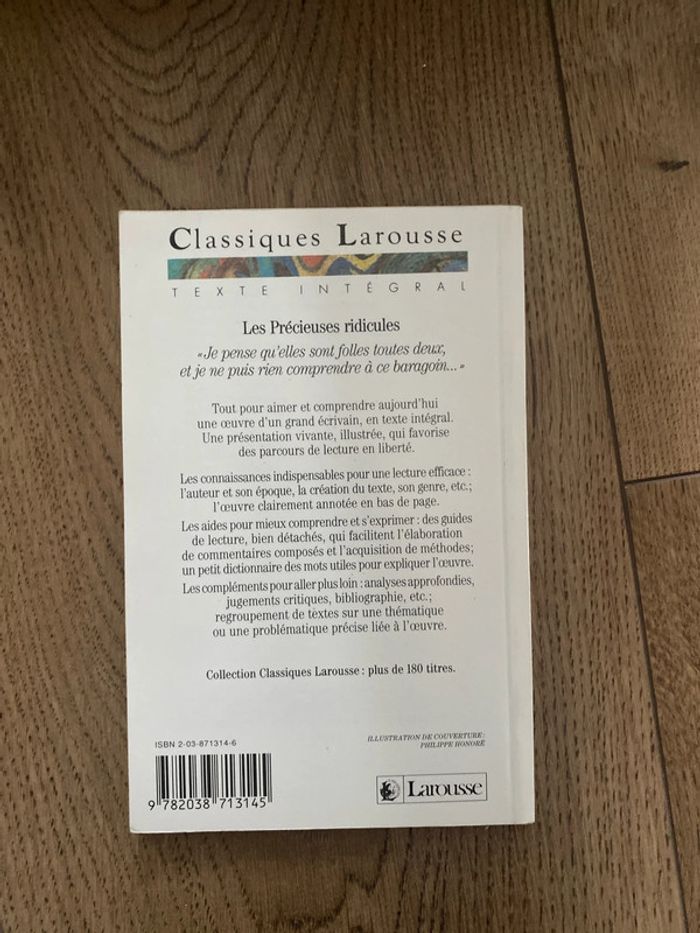 Classiques Larousse
TEXTE INTÉGRAL
Les Précieuses ridicules
«Je pense qu'elles sont folles toutes deux,
et je ne puis rien comprendre à ce baragoin...»
Tout pour aimer et comprendre aujourd'hui
une œuvre d'un grand écrivain, en texte intégral.
Une présentation vivante, illustrée, qui favorise
des parcours de lecture en liberté.
Les connaissances indispensables pour une lecture efficace :
l'auteur et son époque, la création du texte, son genre, etc.;
l'œuvre clairement annotée en bas de page.
Les aides pour mieux comprendre et s'exprimer : des guides
de lecture, bien détachés, qui facilitent l'élaboration
de commentaires composés et l'acquisition de méthodes;
un petit dictionnaire des mots utiles pour expliquer l'œuvre.
Les compléments pour aller plus loin : analyses approfondies,
jugements critiques, bibliographie, etc.;
regroupement de textes sur une thématique
ou une problématique précise liée à l'œuvre.
Collection Classiques Larousse : plus de 180 titres.
ISBN 2-03-871314-6
9 782038 713145
ILLUSTRATION DE COUVERTURE :
PHILIPPE HONORÉ
Larousse